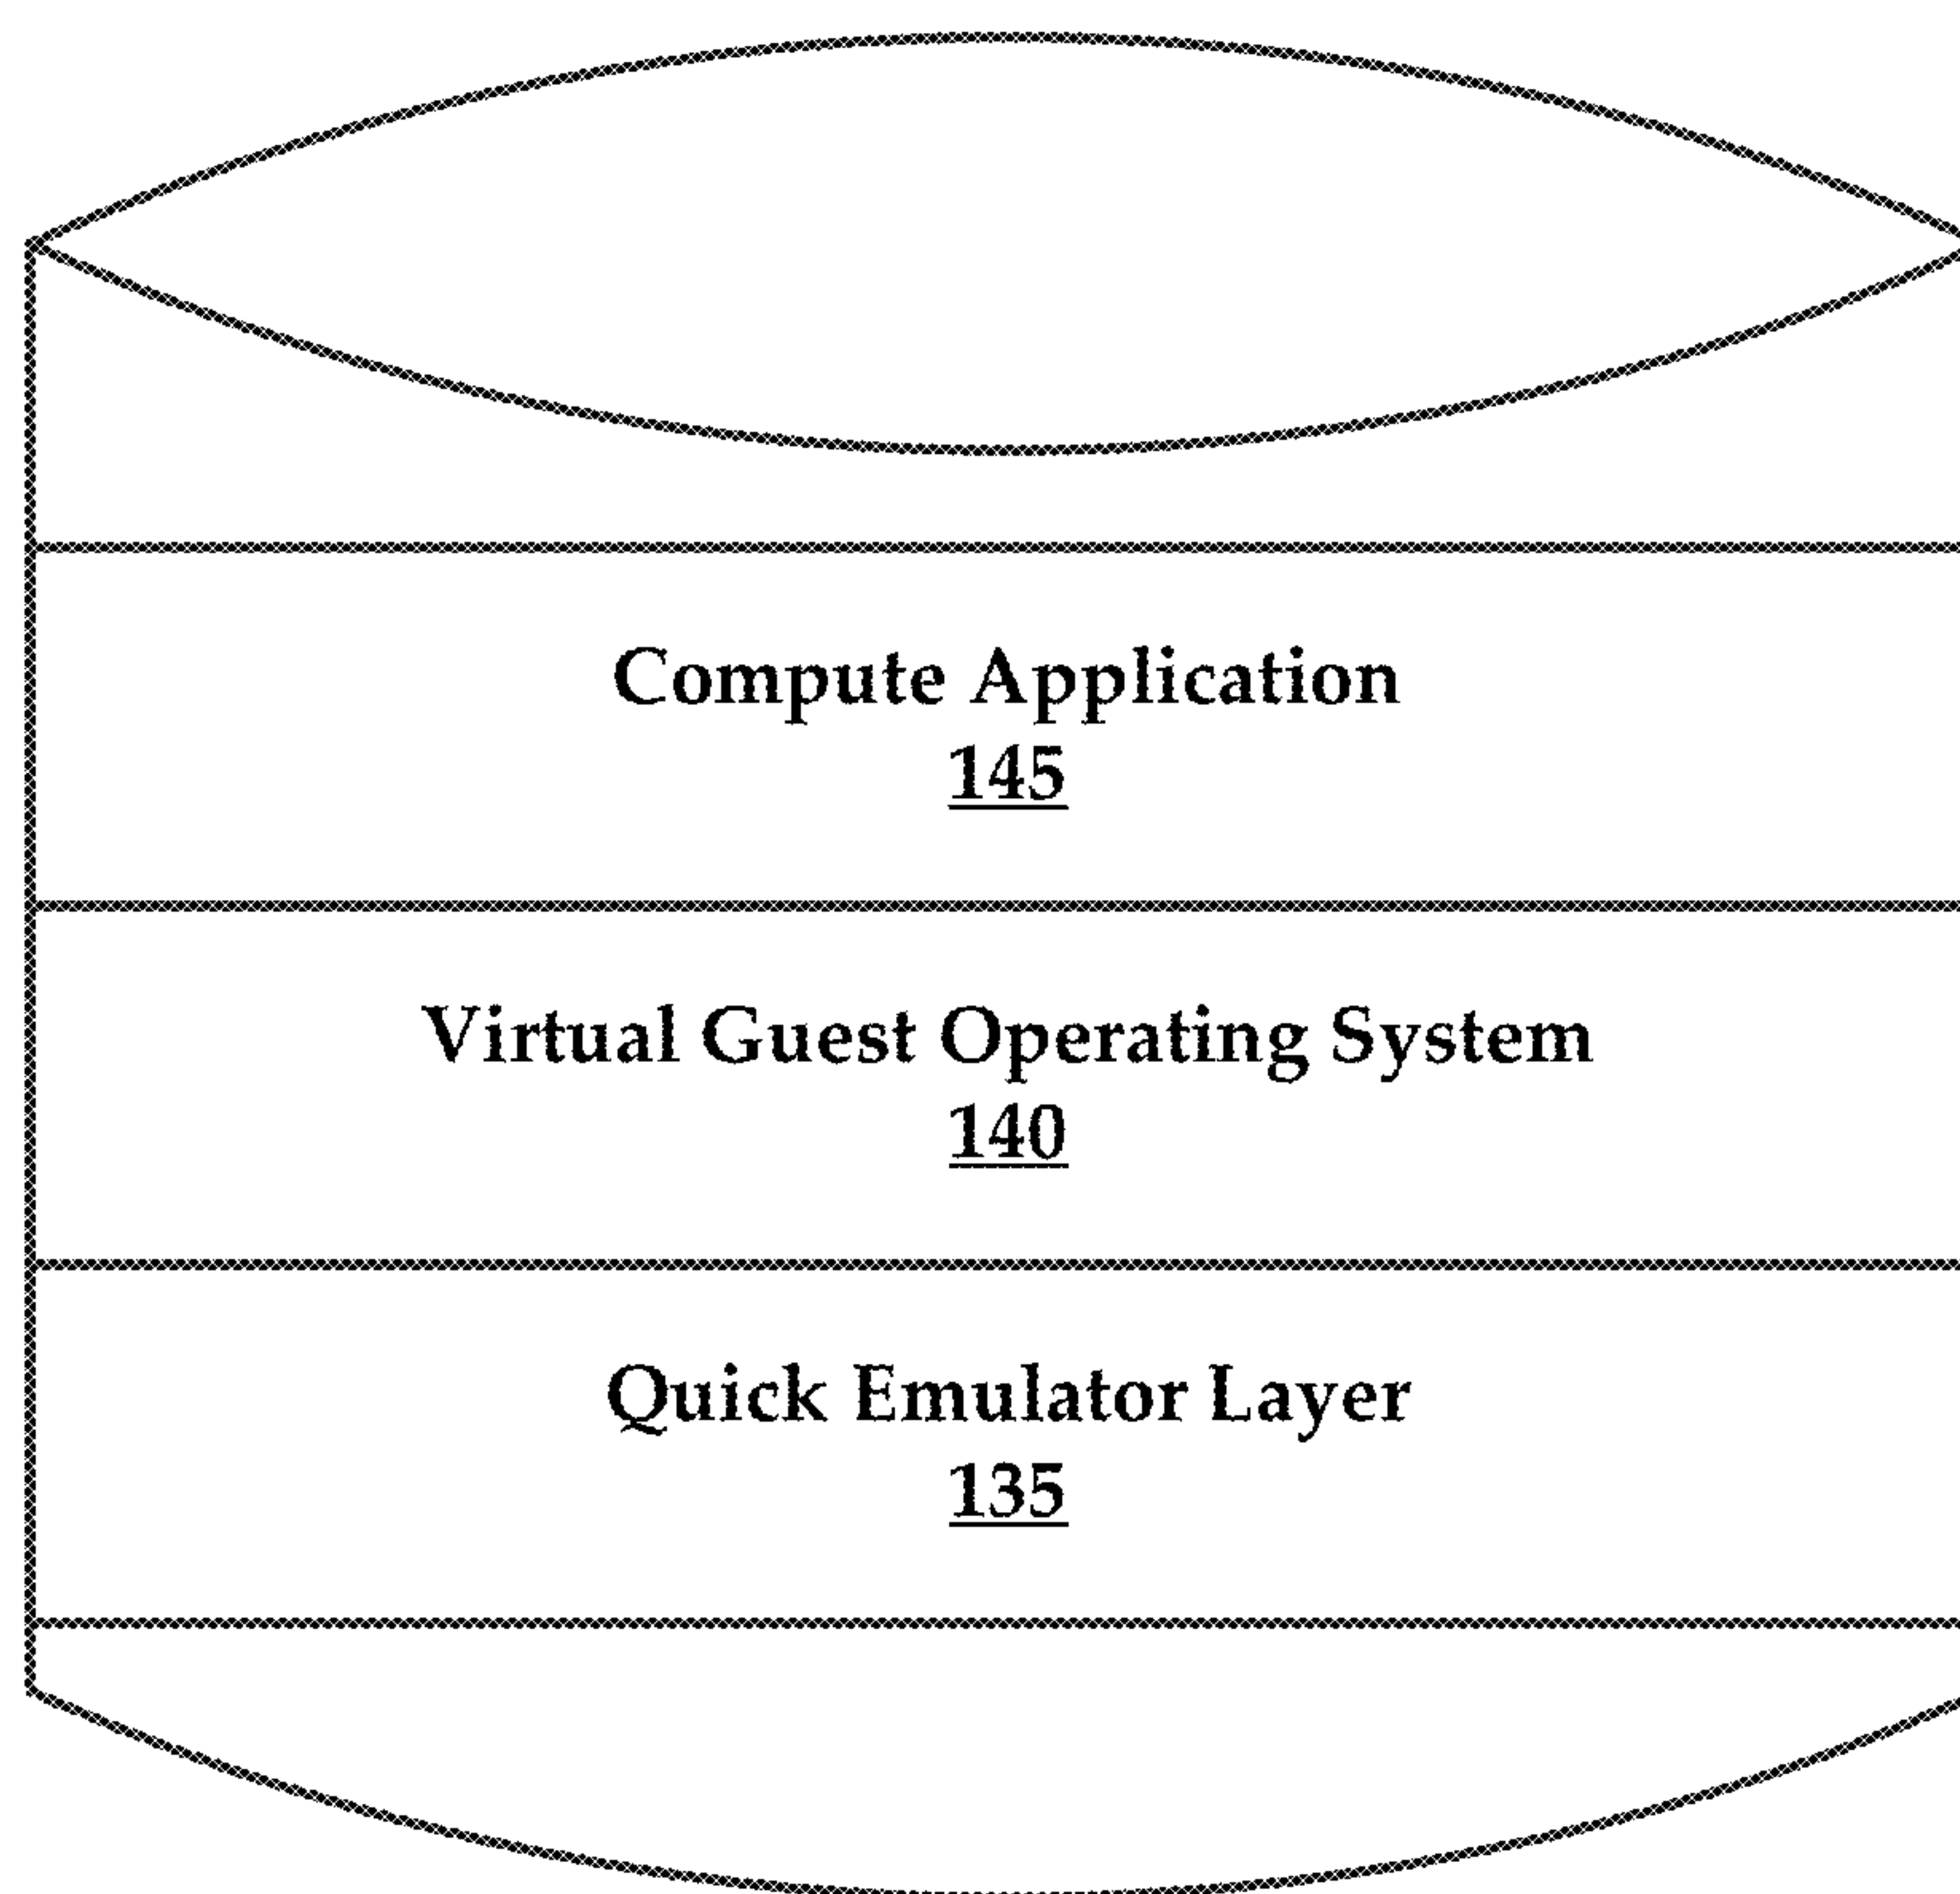 Compute Application
145
Virtual Guest Operating System
140
Quick Emulator Layer
135